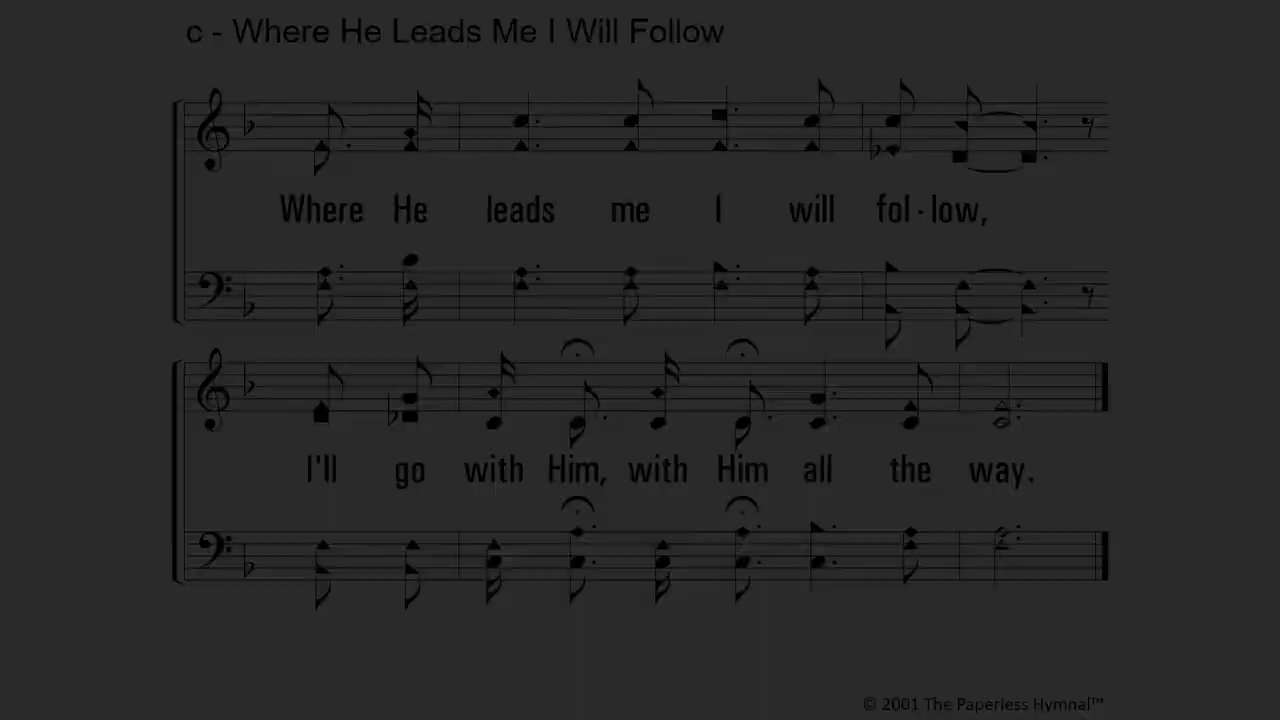 c - Where He Leads Me I Will Follow
Where He leads me I will fol - low,
I'll go with Him, with Him all the way.
© 2001 The Paperless Hymnal™